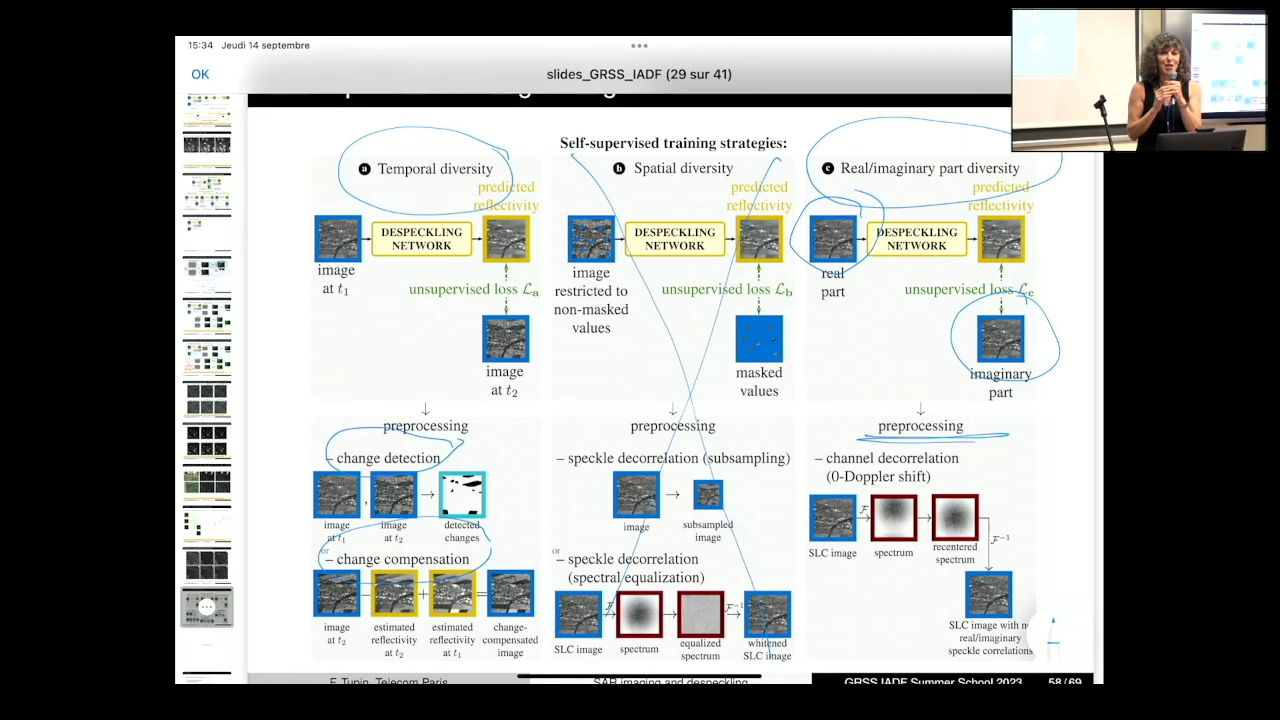 15:34 Jeudi 14 septembre
OK
slides_GRSS_IADF (29 sur 41)
Self-supervised training strategies:
a Temporal diversity
predicted
reflectivity
DESPECKLING
NETWORK
image
at t1
unsupervised loss La
image
at t2
preprocessing
– change detection
image
at t1
,
image
at t2
→
detected
changes
or
– change compensation
image
at t2
–
estimated
reflectivity
at t2
+
estimated
reflectivity
at t1
=
change-
compensated
image
b Spatial diversity
predicted
reflectivity
DESPECKLING
NETWORK
image
restricted to
non-masked
values
unsupervised loss Lb
masked
values
preprocessing
– speckle decorrelation (subsampling)
image
subsampled
image
or
– speckle decorrelation
(spectral equalization)
SLC image
F
spectrum
equalized
spectrum
F−1
whitened
SLC image
c Real/imaginary part diversity
predicted
reflectivity
DESPECKLING
NETWORK
real
part
unsupervised loss Lc
imaginary
part
preprocessing
– channel decorrelation
(0-Doppler shift)
SLC image
F
spectrum
recentered
spectrum
F−1
SLC image with no
real/imaginary
speckle correlations
F. Tupin, Telecom Paris
SAR imaging and despeckling
GRSS IADF Summer School 2023
58/69